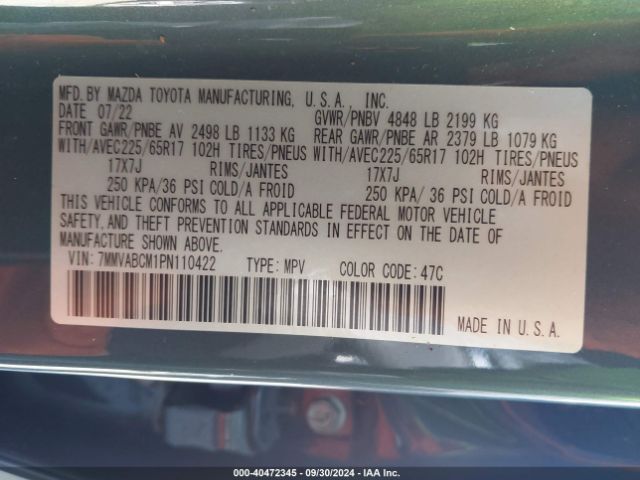 MFD. BY MAZDA TOYOTA MANUFACTURING, U.S.A., INC.
DATE 07/22 GVWR/PNBV 4848 LB 2199 KG
FRONT GAWR/PNBE AV 2498 LB 1133 KG REAR GAWR/PNBE AR 2379 LB 1079 KG
WITH/AVEC225/65R17 102H TIRES/PNEUS WITH/AVEC225/65R17 102H TIRES/PNEUS
17X7J RIMS/JANTES 17X7J RIMS/JANTES
250 KPA/36 PSI COLD/A FROID 250 KPA/ 36 PSI COLD/A FROID
THIS VEHICLE CONFORMS TO ALL APPLICABLE FEDERAL MOTOR VEHICLE
SAFETY, AND THEFT PREVENTION STANDARDS IN EFFECT ON THE DATE OF
MANUFACTURE SHOWN ABOVE.
VIN:7MMVABCM1PN110422 TYPE: MPV COLOR CODE: 47C
MADE IN U.S.A.
000-40472345 - 09/30/2024 - IAA Inc.